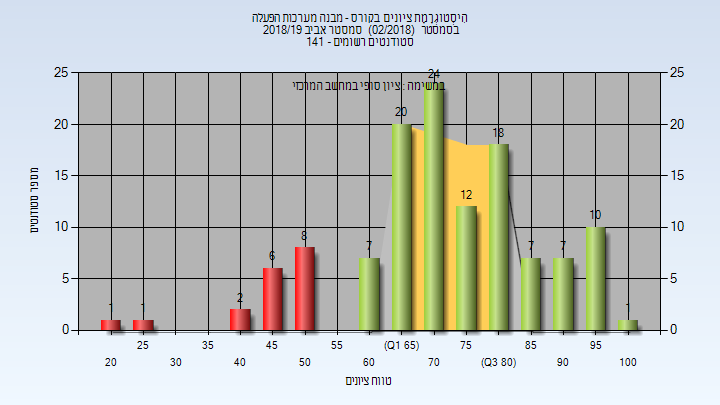 היסטוגרמת ציונים בקורס - מבנה מערכות הפעלה
בסמסטר (02/2018) סמסטר אביב 2018/19
סטודנטים רשומים - 141
במשימה : ציון סופי במחשב המרכזי
25 25
20 20
15 15
10 10
5 5
0 0
מספר סטודנטים
1 1 2 6 8 7 20 24 12 18 7 7 10 1
25 35 45 55 (Q1 65) 75 85 95
20 30 40 50 60 70 (Q3 80) 90 100
טווח ציונים